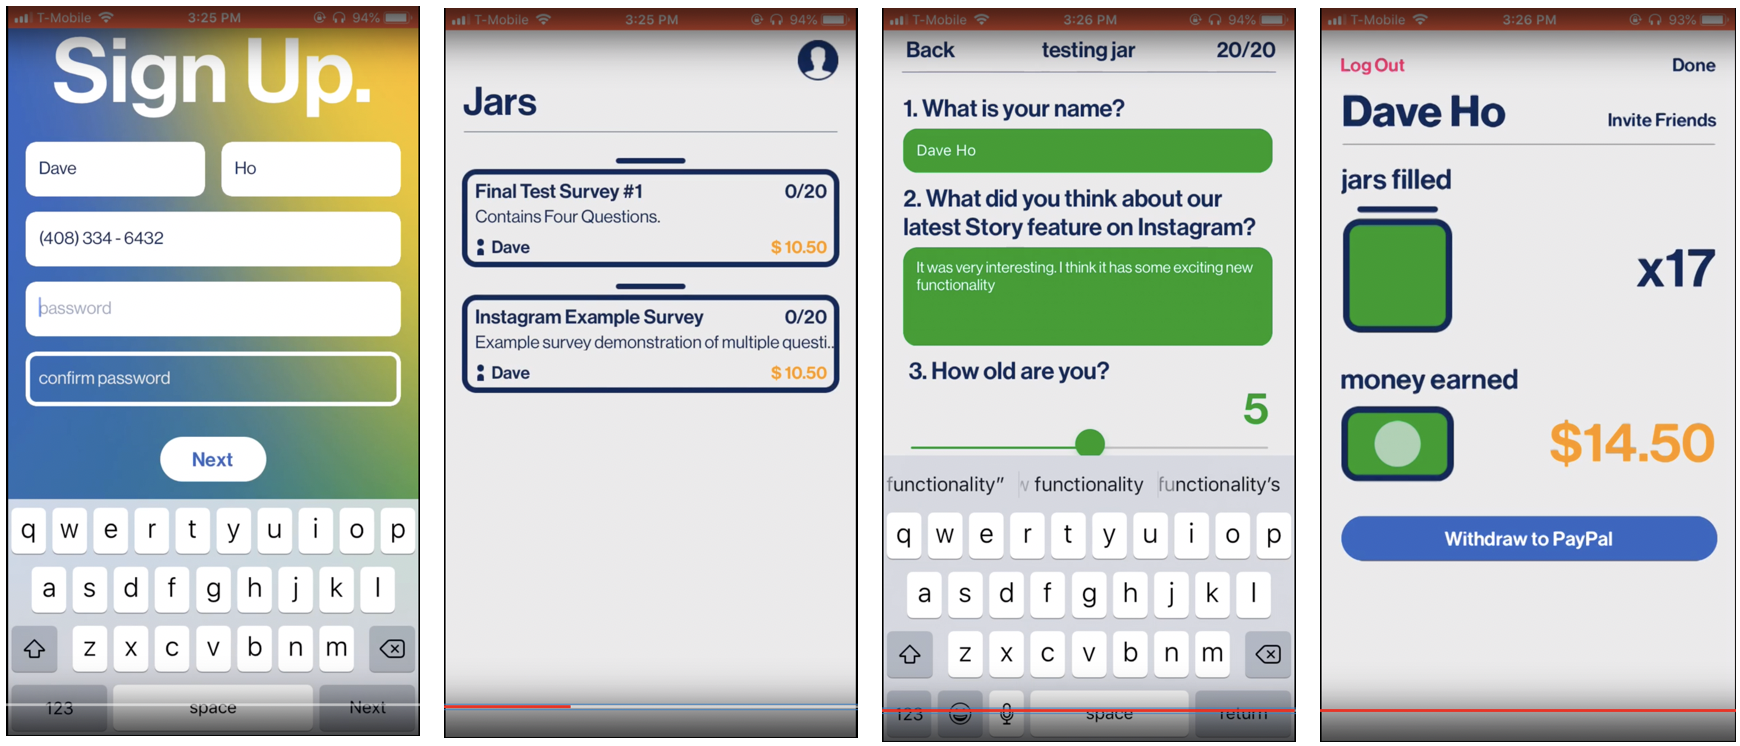 T-Mobile 3:25 PM 94%
Sign Up.
Dave Ho
(408) 334 - 6432
password
confirm password
Next
q w e r t y u i o p
a s d f g h j k l
z x c v b n m
123 space Next
T-Mobile 3:25 PM 94%
Jars
Final Test Survey #1 0/20
Contains Four Questions.
Dave $ 10.50
Instagram Example Survey 0/20
Example survey demonstration of multiple questi..
Dave $ 10.50
T-Mobile 3:26 PM 94%
Back testing jar 20/20
1. What is your name?
Dave Ho
2. What did you think about our
latest Story feature on Instagram?
It was very interesting. I think it has some exciting new
functionality
3. How old are you?
5
functionality” w functionality functionality’s
q w e r t y u i o p
a s d f g h j k l
z x c v b n m
123 space return
T-Mobile 3:26 PM 93%
Log Out Done
Dave Ho Invite Friends
jars filled
x17
money earned
$14.50
Withdraw to PayPal